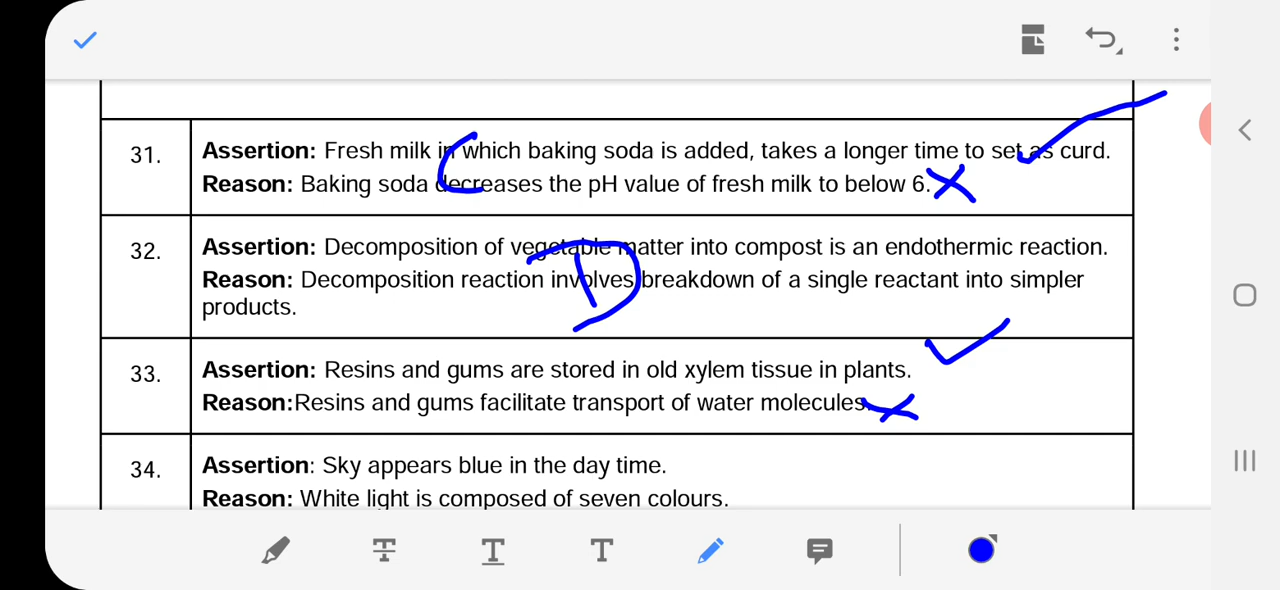 31.
Assertion: Fresh milk in which baking soda is added, takes a longer time to set as curd.
Reason: Baking soda decreases the pH value of fresh milk to below 6.
C
32.
Assertion: Decomposition of vegetable matter into compost is an endothermic reaction.
Reason: Decomposition reaction involves breakdown of a single reactant into simpler
products.
D
33.
Assertion: Resins and gums are stored in old xylem tissue in plants.
Reason:Resins and gums facilitate transport of water molecules.
34.
Assertion: Sky appears blue in the day time.
Reason: White light is composed of seven colours.